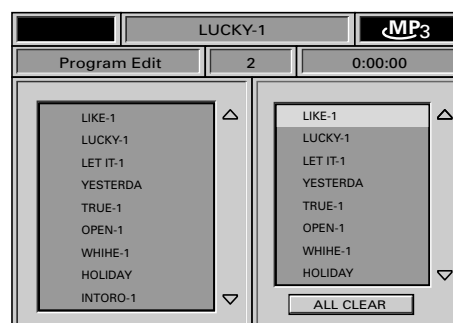 LUCKY-1
MP3
Program Edit
2
0:00:00
LIKE-1
LUCKY-1
LET IT-1
YESTERDA
TRUE-1
OPEN-1
WHIHE-1
HOLIDAY
INTORO-1
LIKE-1
LUCKY-1
LET IT-1
YESTERDA
TRUE-1
OPEN-1
WHIHE-1
HOLIDAY
ALL CLEAR